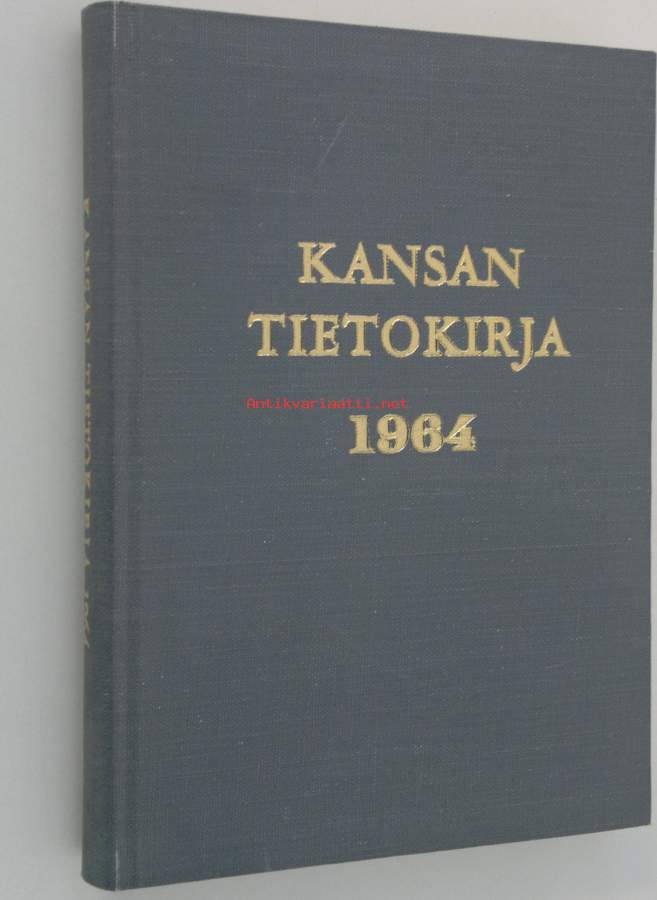 KANSAN
TIETOKIRJA
Antikvariaatti.net
1964
KANSAN TIETOKIRJA 1964